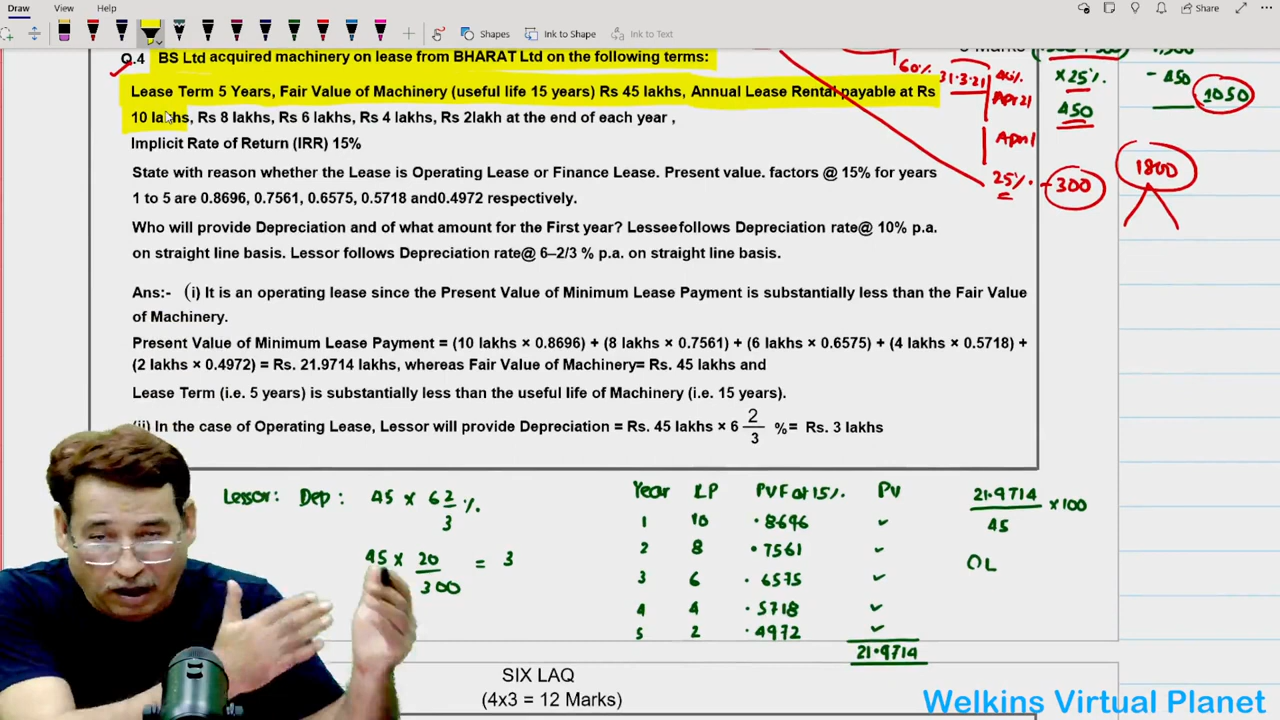 Draw View Help
Shapes Ink to Shape Ink to Text Share
Q.4 BS Ltd acquired machinery on lease from BHARAT Ltd on the following terms:
Lease Term 5 Years, Fair Value of Machinery (useful life 15 years) Rs 45 lakhs, Annual Lease Rental payable at Rs
10 lakhs, Rs 8 lakhs, Rs 6 lakhs, Rs 4 lakhs, Rs 2lakh at the end of each year ,
Implicit Rate of Return (IRR) 15%
State with reason whether the Lease is Operating Lease or Finance Lease. Present value. factors @ 15% for years
1 to 5 are 0.8696, 0.7561, 0.6575, 0.5718 and0.4972 respectively.
Who will provide Depreciation and of what amount for the First year? Lesseefollows Depreciation rate@ 10% p.a.
on straight line basis. Lessor follows Depreciation rate@ 6–2/3 % p.a. on straight line basis.
Ans:- (i) It is an operating lease since the Present Value of Minimum Lease Payment is substantially less than the Fair Value
of Machinery.
Present Value of Minimum Lease Payment = (10 lakhs × 0.8696) + (8 lakhs × 0.7561) + (6 lakhs × 0.6575) + (4 lakhs × 0.5718) +
(2 lakhs × 0.4972) = Rs. 21.9714 lakhs, whereas Fair Value of Machinery= Rs. 45 lakhs and
Lease Term (i.e. 5 years) is substantially less than the useful life of Machinery (i.e. 15 years).
(ii) In the case of Operating Lease, Lessor will provide Depreciation = Rs. 45 lakhs × 6 2/3 %= Rs. 3 lakhs
60%
31.3.21
Apr 21
April
25% 300
×25%
450
- 450
1050
1800
Lessor: Dep: 45 × 6 2/3 %
45 × 20/300 = 3
Year LP PVF at 15% PV
1 10 .8696
2 8 .7561
3 6 .6575
4 4 .5718
5 2 .4972
21.9714
21.9714/45 ×100
OL
SIX LAQ
(4x3 = 12 Marks)
Welkins Virtual Planet